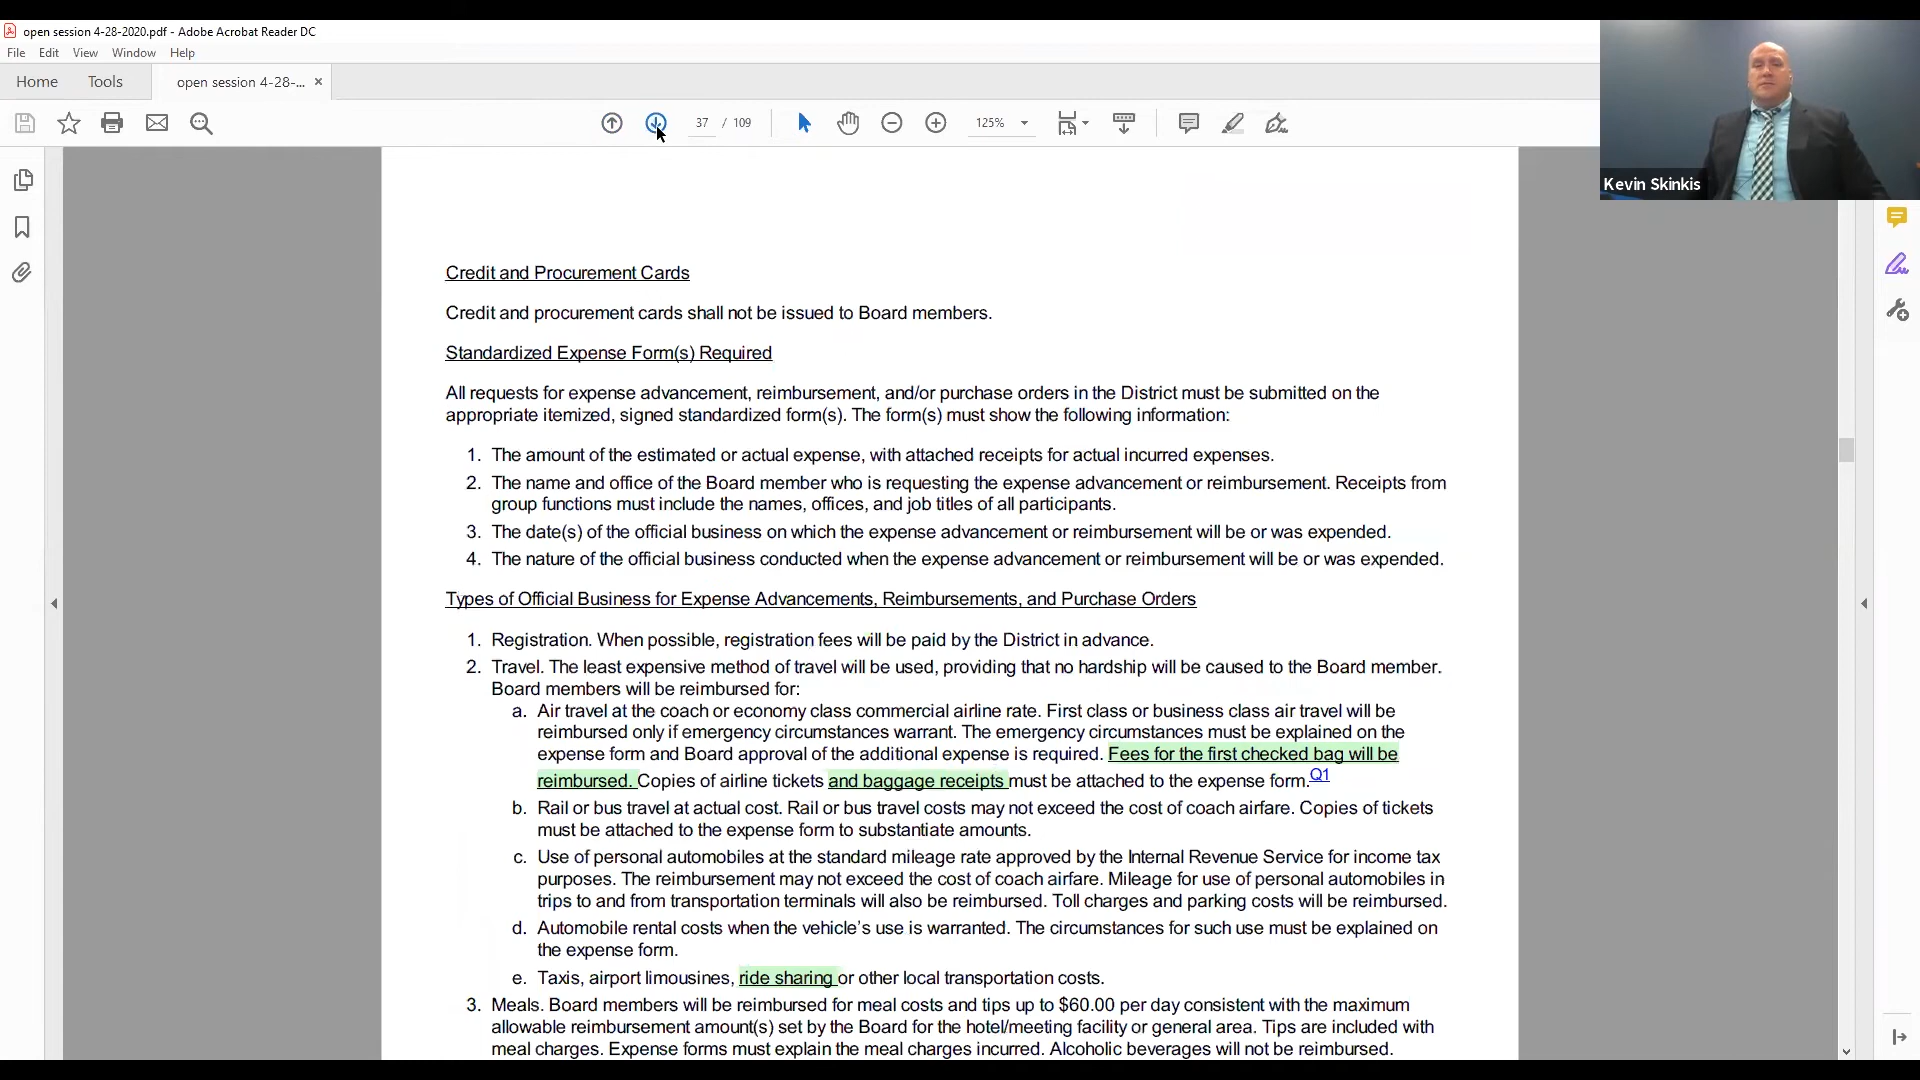 open session 4-28-2020.pdf - Adobe Acrobat Reader DC
File Edit View Window Help
Home Tools open session 4-28-... ×
37 / 109 125%
Kevin Skinkis
Credit and Procurement Cards
Credit and procurement cards shall not be issued to Board members.
Standardized Expense Form(s) Required
All requests for expense advancement, reimbursement, and/or purchase orders in the District must be submitted on the
appropriate itemized, signed standardized form(s). The form(s) must show the following information:
1. The amount of the estimated or actual expense, with attached receipts for actual incurred expenses.
2. The name and office of the Board member who is requesting the expense advancement or reimbursement. Receipts from
group functions must include the names, offices, and job titles of all participants.
3. The date(s) of the official business on which the expense advancement or reimbursement will be or was expended.
4. The nature of the official business conducted when the expense advancement or reimbursement will be or was expended.
Types of Official Business for Expense Advancements, Reimbursements, and Purchase Orders
1. Registration. When possible, registration fees will be paid by the District in advance.
2. Travel. The least expensive method of travel will be used, providing that no hardship will be caused to the Board member.
Board members will be reimbursed for:
a. Air travel at the coach or economy class commercial airline rate. First class or business class air travel will be
reimbursed only if emergency circumstances warrant. The emergency circumstances must be explained on the
expense form and Board approval of the additional expense is required. Fees for the first checked bag will be
reimbursed. Copies of airline tickets and baggage receipts must be attached to the expense form.Q1
b. Rail or bus travel at actual cost. Rail or bus travel costs may not exceed the cost of coach airfare. Copies of tickets
must be attached to the expense form to substantiate amounts.
c. Use of personal automobiles at the standard mileage rate approved by the Internal Revenue Service for income tax
purposes. The reimbursement may not exceed the cost of coach airfare. Mileage for use of personal automobiles in
trips to and from transportation terminals will also be reimbursed. Toll charges and parking costs will be reimbursed.
d. Automobile rental costs when the vehicle’s use is warranted. The circumstances for such use must be explained on
the expense form.
e. Taxis, airport limousines, ride sharing or other local transportation costs.
3. Meals. Board members will be reimbursed for meal costs and tips up to $60.00 per day consistent with the maximum
allowable reimbursement amount(s) set by the Board for the hotel/meeting facility or general area. Tips are included with
meal charges. Expense forms must explain the meal charges incurred. Alcoholic beverages will not be reimbursed.